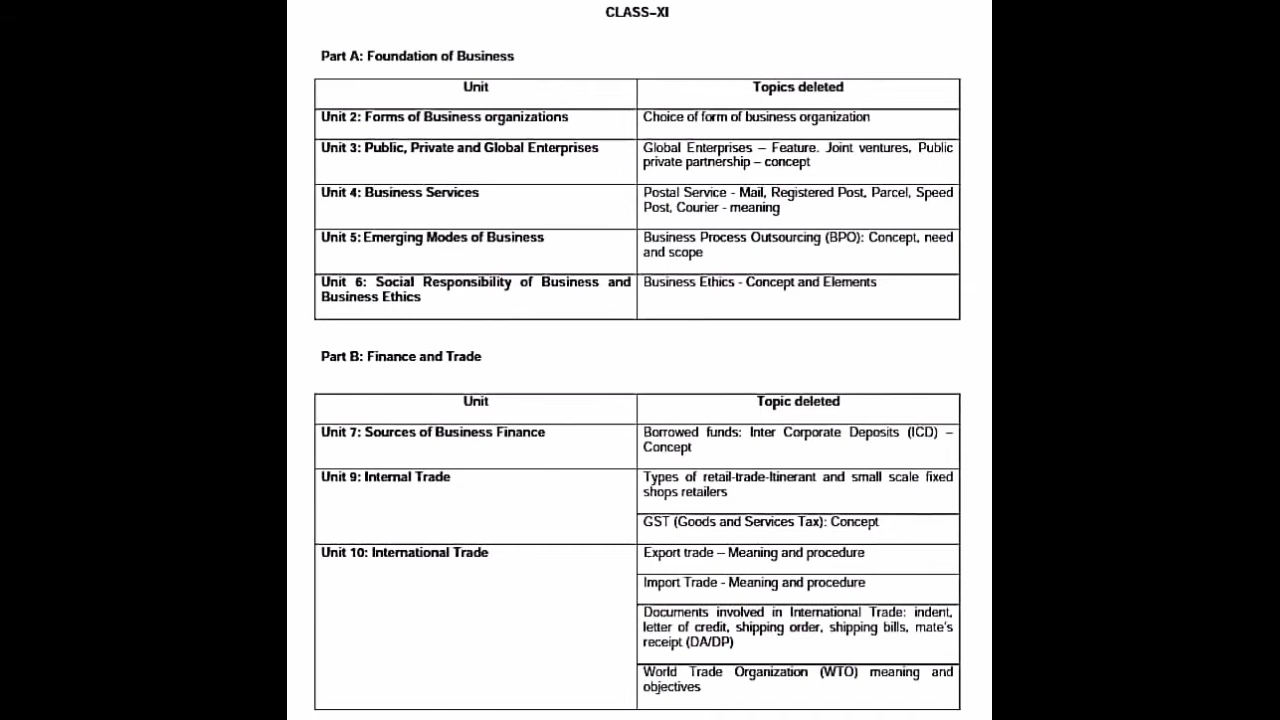 CLASS–XI
Part A: Foundation of Business
Unit
Topics deleted
Unit 2: Forms of Business organizations
Choice of form of business organization
Unit 3: Public, Private and Global Enterprises
Global Enterprises – Feature. Joint ventures, Public
private partnership – concept
Unit 4: Business Services
Postal Service - Mail, Registered Post, Parcel, Speed
Post, Courier - meaning
Unit 5: Emerging Modes of Business
Business Process Outsourcing (BPO): Concept, need
and scope
Unit 6: Social Responsibility of Business and
Business Ethics
Business Ethics - Concept and Elements
Part B: Finance and Trade
Unit
Topic deleted
Unit 7: Sources of Business Finance
Borrowed funds: Inter Corporate Deposits (ICD) –
Concept
Unit 9: Internal Trade
Types of retail-trade-Itinerant and small scale fixed
shops retailers
GST (Goods and Services Tax): Concept
Unit 10: International Trade
Export trade – Meaning and procedure
Import Trade - Meaning and procedure
Documents involved in International Trade: indent,
letter of credit, shipping order, shipping bills, mate's
receipt (DA/DP)
World Trade Organization (WTO) meaning and
objectives